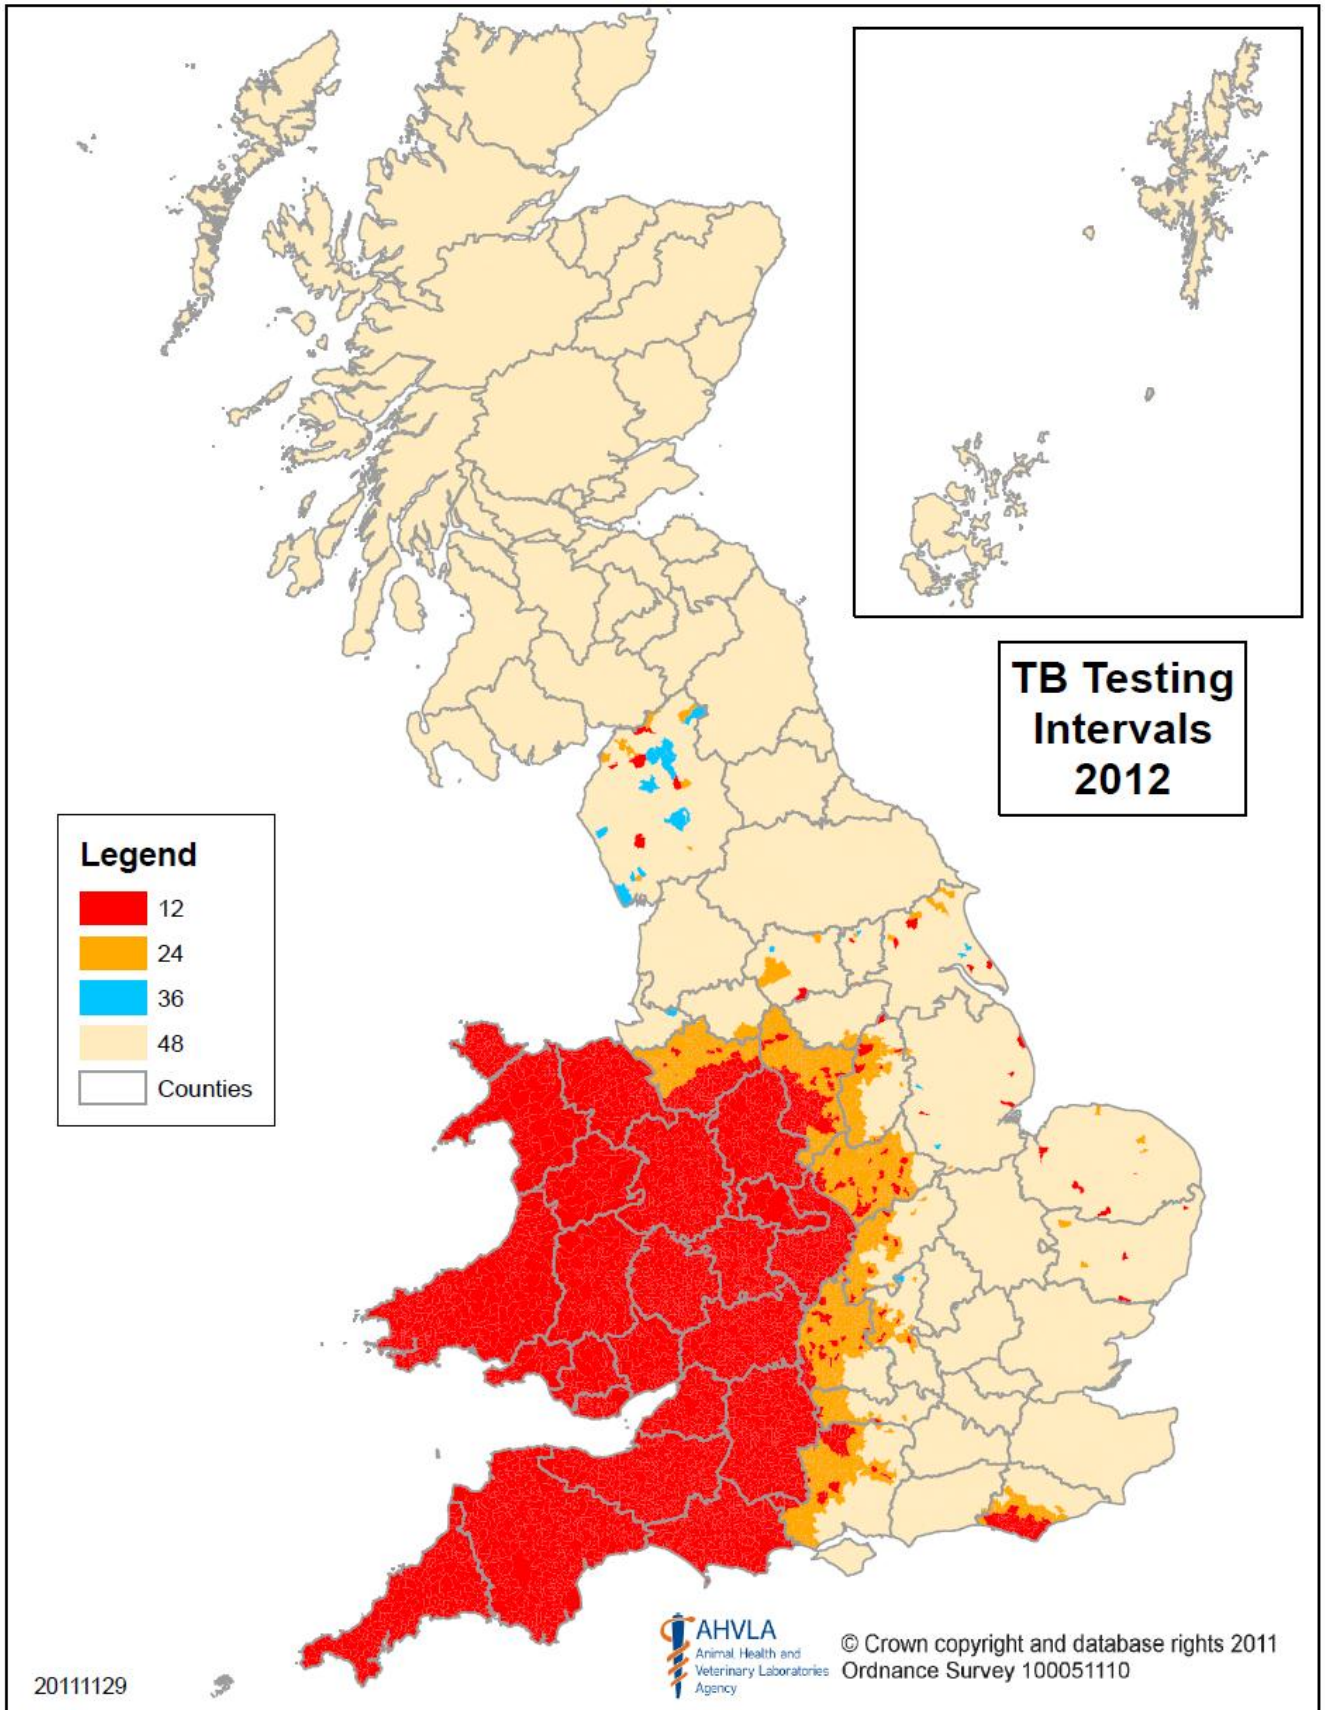 TB Testing
Intervals
2012
Legend
12
24
36
48
Counties
20111129
AHVLA
Animal Health and
Veterinary Laboratories
Agency
© Crown copyright and database rights 2011
Ordnance Survey 100051110